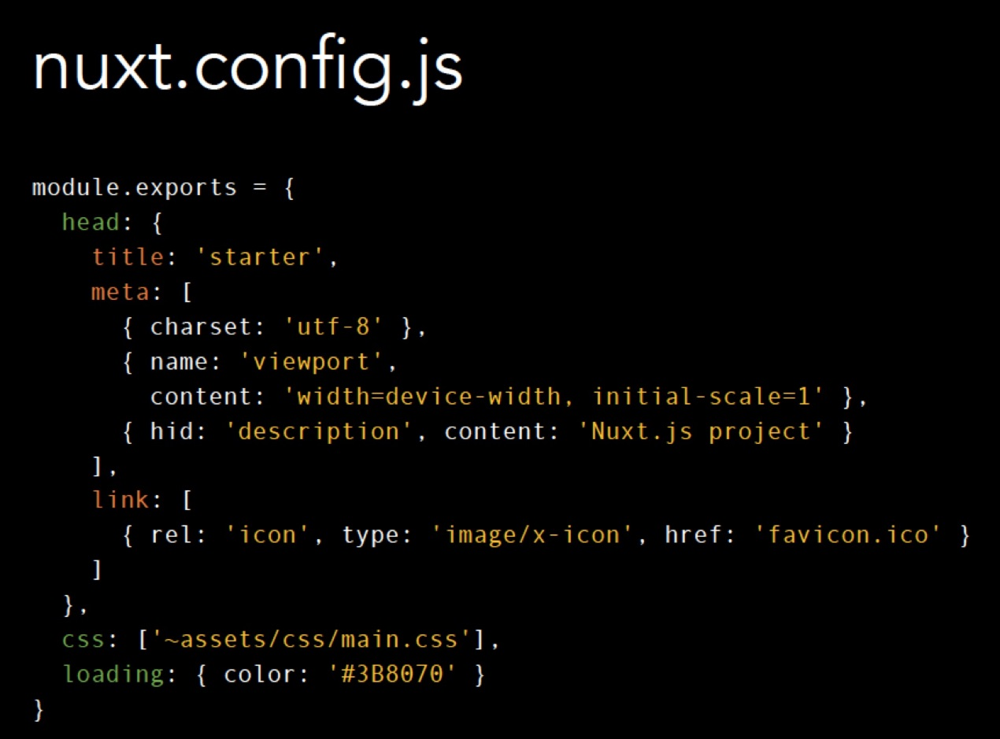 nuxt.config.js
module.exports = {
  head: {
    title: 'starter',
    meta: [
      { charset: 'utf-8' },
      { name: 'viewport',
        content: 'width=device-width, initial-scale=1' },
      { hid: 'description', content: 'Nuxt.js project' }
    ],
    link: [
      { rel: 'icon', type: 'image/x-icon', href: 'favicon.ico' }
    ]
  },
  css: ['~assets/css/main.css'],
  loading: { color: '#3B8070' }
}